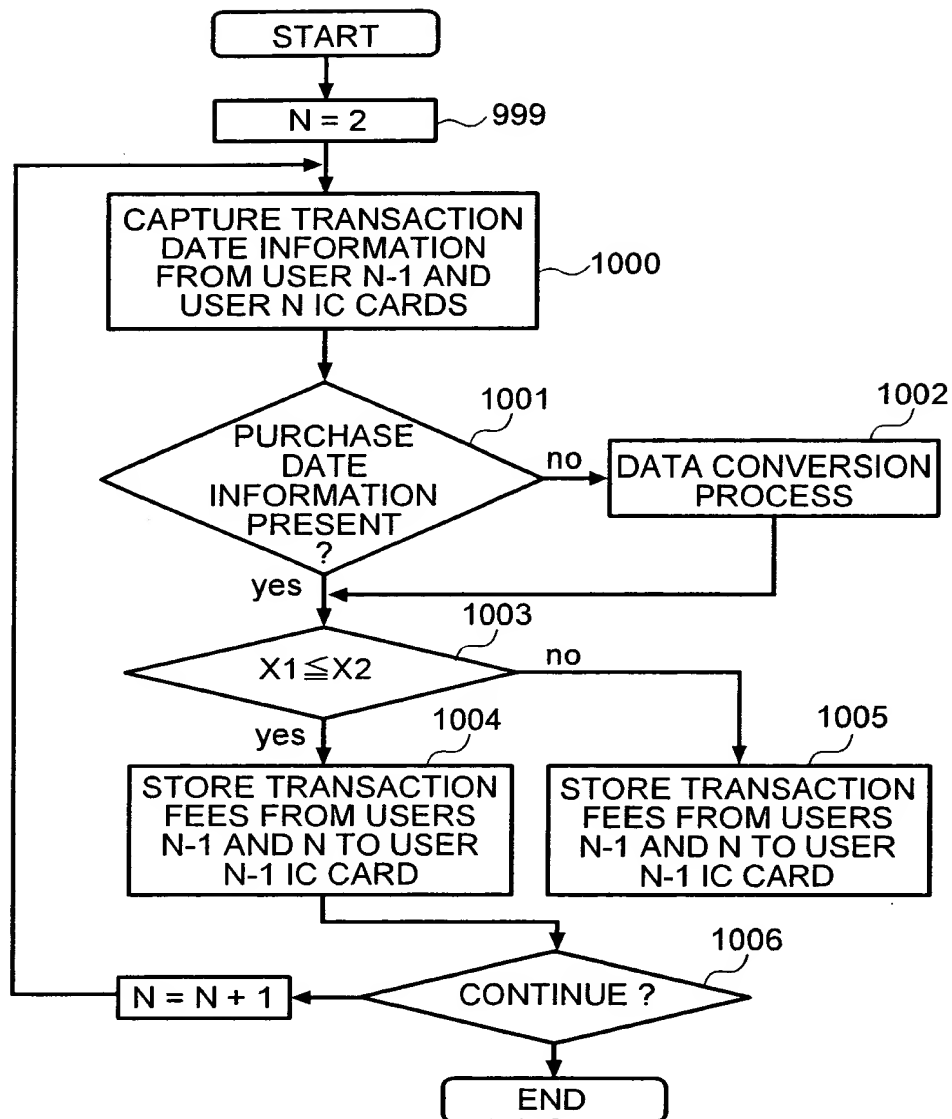 START
N = 2
999
CAPTURE TRANSACTION
DATE INFORMATION
FROM USER N-1 AND
USER N IC CARDS
1000
1001
PURCHASE
DATE
INFORMATION
PRESENT
?
no
1002
DATA CONVERSION
PROCESS
yes
1003
X1≦X2
no
yes
1004
STORE TRANSACTION
FEES FROM USERS
N-1 AND N TO USER
N-1 IC CARD
1005
STORE TRANSACTION
FEES FROM USERS
N-1 AND N TO USER
N-1 IC CARD
1006
CONTINUE ?
N = N + 1
END